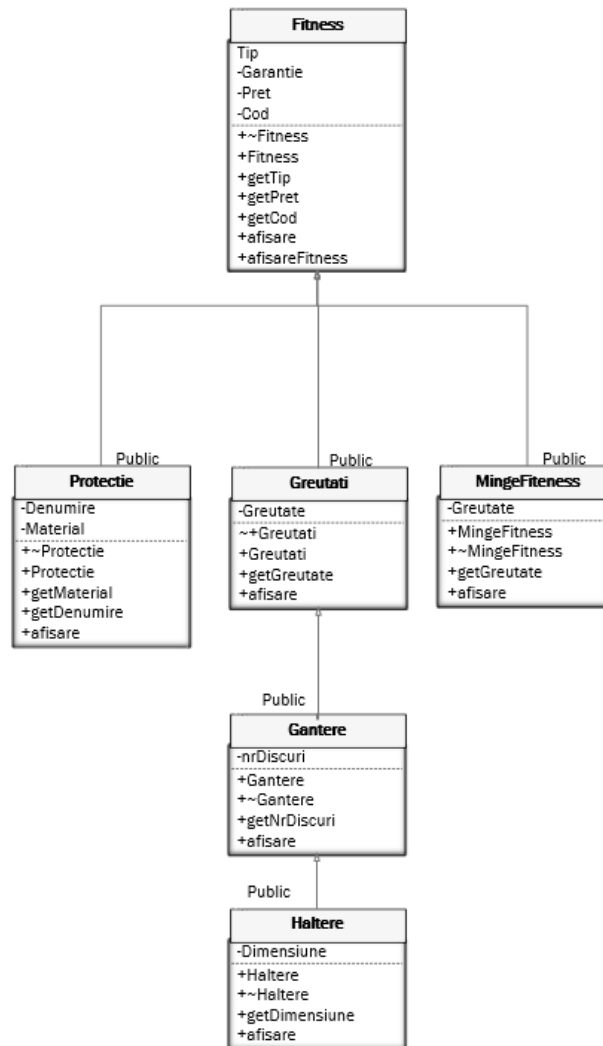 Fitness
Tip
-Garantie
-Pret
-Cod
+~Fitness
+Fitness
+getTip
+getPret
+getCod
+afisare
+afisareFitness
Public
Protectie
-Denumire
-Material
+~Protectie
+Protectie
+getMaterial
+getDenumire
+afisare
Public
Greutati
-Greutate
~+Greutati
+Greutati
+getGreutate
+afisare
Public
MingeFiteness
-Greutate
+MingeFitness
+~MingeFitness
+getGreutate
+afisare
Public
Gantere
-nrDiscuri
+Gantere
+~Gantere
+getNrDiscuri
+afisare
Public
Haltere
-Dimensiune
+Haltere
+~Haltere
+getDimensiune
+afisare